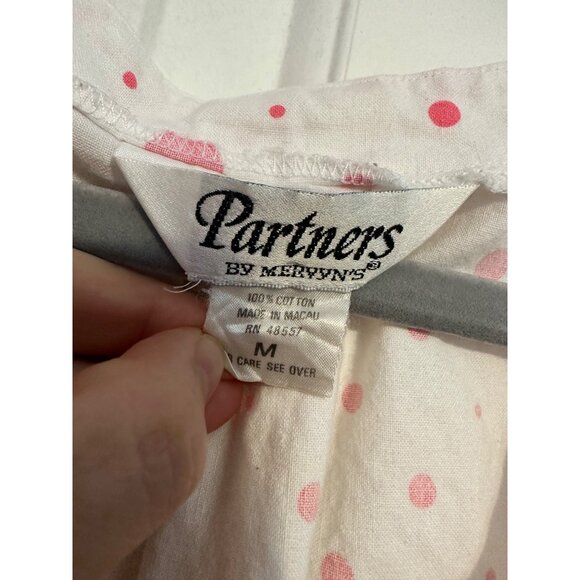 Partners
BY MERVYN'S®
100% COTTON
MADE IN MACAU
RN 48557
M
CARE SEE OVER